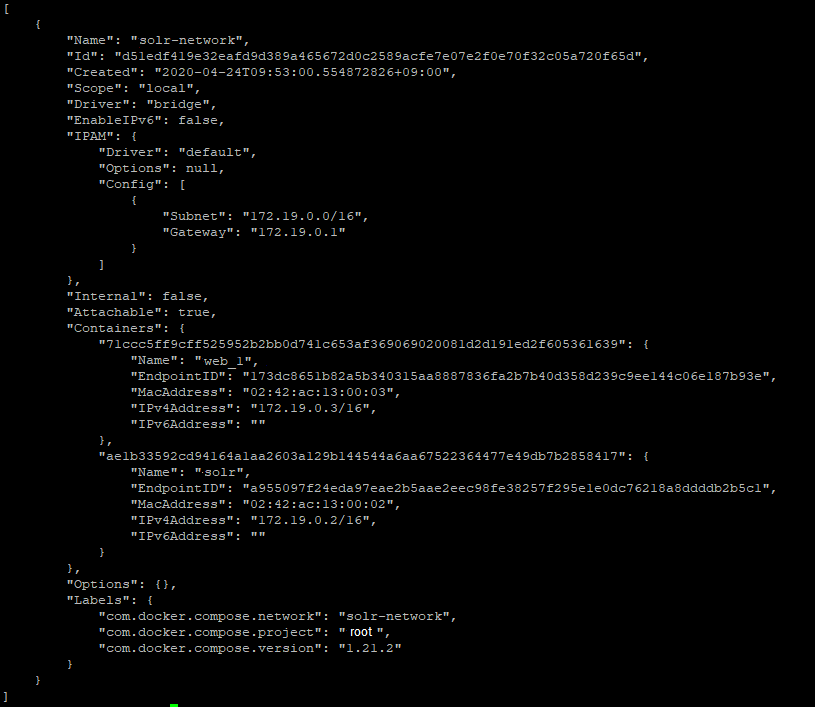 [
    {
        "Name": "solr-network",
        "Id": "d51edf419e32eafd9d389a465672d0c2589acfe7e07e2f0e70f32c05a720f65d",
        "Created": "2020-04-24T09:53:00.554872826+09:00",
        "Scope": "local",
        "Driver": "bridge",
        "EnableIPv6": false,
        "IPAM": {
            "Driver": "default",
            "Options": null,
            "Config": [
                {
                    "Subnet": "172.19.0.0/16",
                    "Gateway": "172.19.0.1"
                }
            ]
        },
        "Internal": false,
        "Attachable": true,
        "Containers": {
            "71ccc5ff9cff525952b2bb0d741c653af369069020081d2d191ed2f605361639": {
                "Name": "web_1",
                "EndpointID": "173dc8651b82a5b340315aa8887836fa2b7b40d358d239c9ee144c06e187b93e",
                "MacAddress": "02:42:ac:13:00:03",
                "IPv4Address": "172.19.0.3/16",
                "IPv6Address": ""
            },
            "ae1b33592cd94164a1aa2603a129b144544a6aa67522364477e49db7b2858417": {
                "Name": "solr",
                "EndpointID": "a955097f24eda97eae2b5aae2eec98fe38257f295e1e0dc76218a8ddddb2b5c1",
                "MacAddress": "02:42:ac:13:00:02",
                "IPv4Address": "172.19.0.2/16",
                "IPv6Address": ""
            }
        },
        "Options": {},
        "Labels": {
            "com.docker.compose.network": "solr-network",
            "com.docker.compose.project": " root ",
            "com.docker.compose.version": "1.21.2"
        }
    }
]